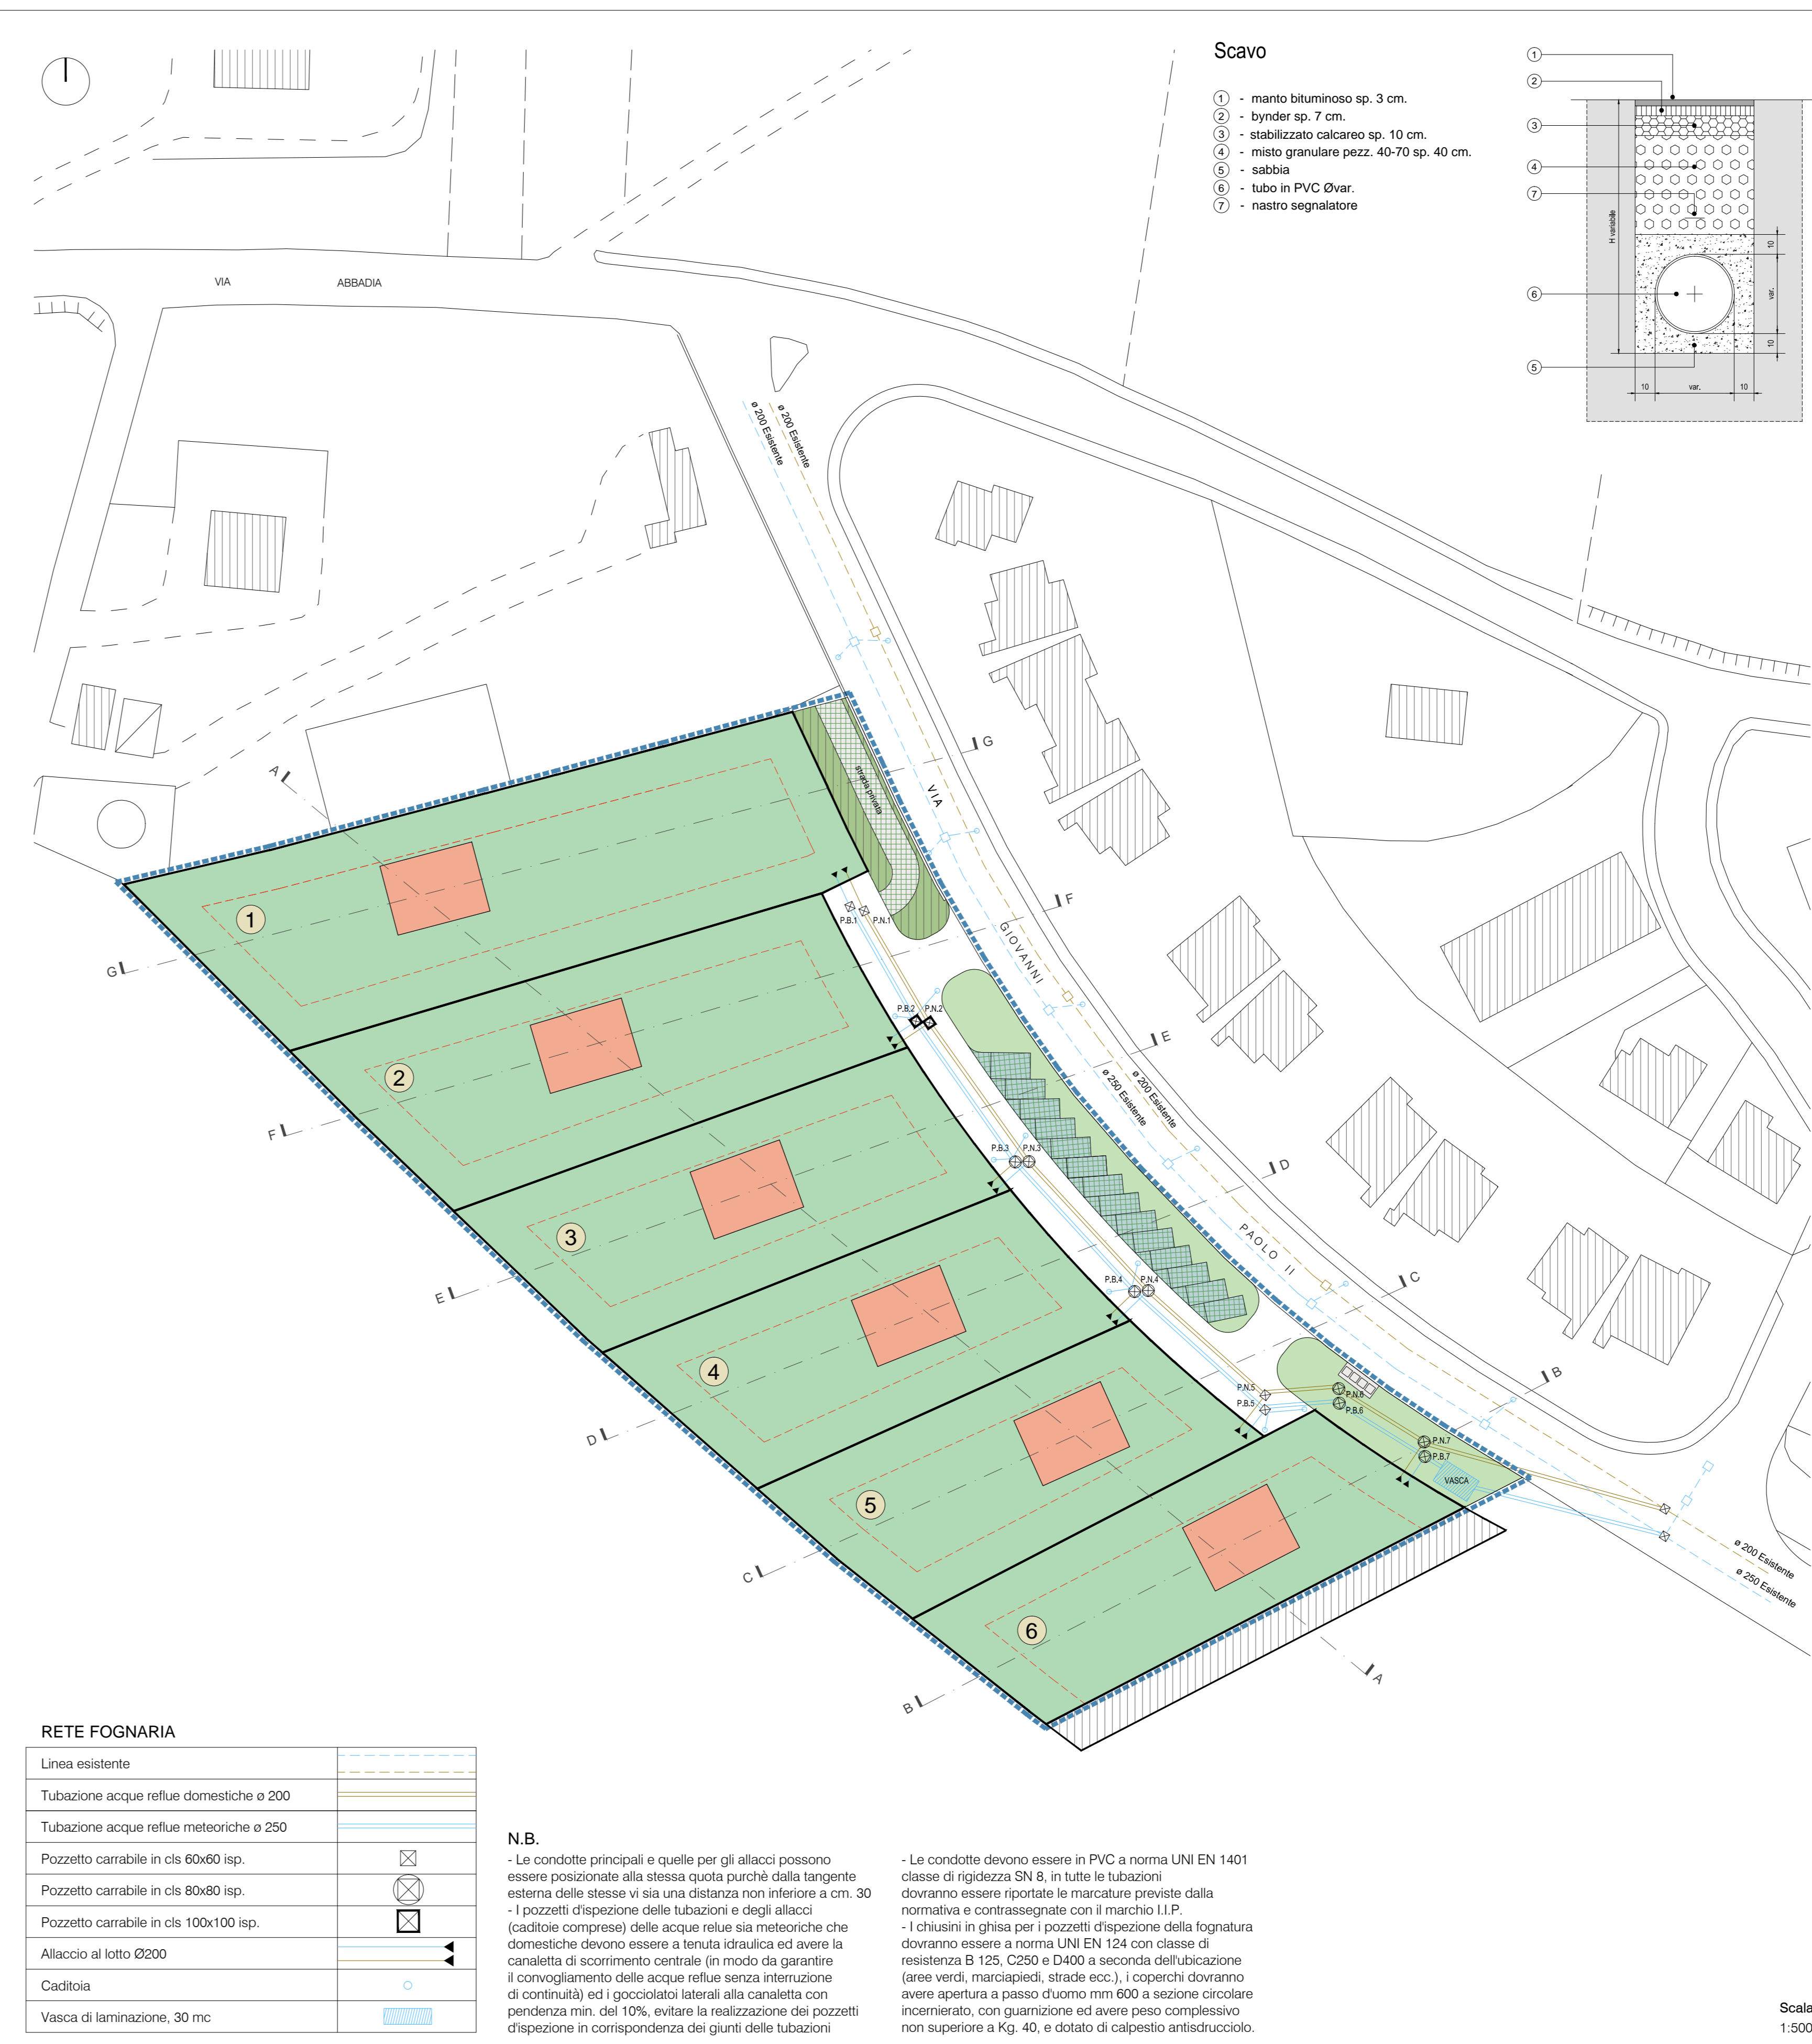 Scavo
1 - manto bituminoso sp. 3 cm.
2 - bynder sp. 7 cm.
3 - stabilizzato calcareo sp. 10 cm.
4 - misto granulare pezz. 40-70 sp. 40 cm.
5 - sabbia
6 - tubo in PVC Øvar.
7 - nastro segnalatore
1
2
3
4
7
6
5
H variabile
10
var.
10
10
var.
10
VIA ABBADIA
ø 200 Esistente
ø 200 Esistente
strada privata
VIA
GIOVANNI
PAOLO II
ø 250 Esistente
ø 200 Esistente
A
G
F
E
D
C
B
A
G
F
E
D
C
B
1
2
3
4
5
6
P.B.1
P.N.1
P.B.2
P.N.2
P.B.3
P.N.3
P.B.4
P.N.4
P.N.5
P.B.5
P.N.6
P.B.6
P.N.7
P.B.7
VASCA
ø 200 Esistente
ø 250 Esistente
RETE FOGNARIA
Linea esistente
Tubazione acque reflue domestiche ø 200
Tubazione acque reflue meteoriche ø 250
Pozzetto carrabile in cls 60x60 isp.
Pozzetto carrabile in cls 80x80 isp.
Pozzetto carrabile in cls 100x100 isp.
Allaccio al lotto Ø200
Caditoia
Vasca di laminazione, 30 mc
N.B.
- Le condotte principali e quelle per gli allacci possono
essere posizionate alla stessa quota purchè dalla tangente
esterna delle stesse vi sia una distanza non inferiore a cm. 30
- I pozzetti d'ispezione delle tubazioni e degli allacci
(caditoie comprese) delle acque relue sia meteoriche che
domestiche devono essere a tenuta idraulica ed avere la
canaletta di scorrimento centrale (in modo da garantire
il convogliamento delle acque reflue senza interruzione
di continuità) ed i gocciolatoi laterali alla canaletta con
pendenza min. del 10%, evitare la realizzazione dei pozzetti
d'ispezione in corrispondenza dei giunti delle tubazioni
- Le condotte devono essere in PVC a norma UNI EN 1401
classe di rigidezza SN 8, in tutte le tubazioni
dovranno essere riportate le marcature previste dalla
normativa e contrassegnate con il marchio I.I.P.
- I chiusini in ghisa per i pozzetti d'ispezione della fognatura
dovranno essere a norma UNI EN 124 con classe di
resistenza B 125, C250 e D400 a seconda dell'ubicazione
(aree verdi, marciapiedi, strade ecc.), i coperchi dovranno
avere apertura a passo d'uomo mm 600 a sezione circolare
incernierato, con guarnizione ed avere peso complessivo
non superiore a Kg. 40, e dotato di calpestio antisdrucciolo.
Scala
1:500